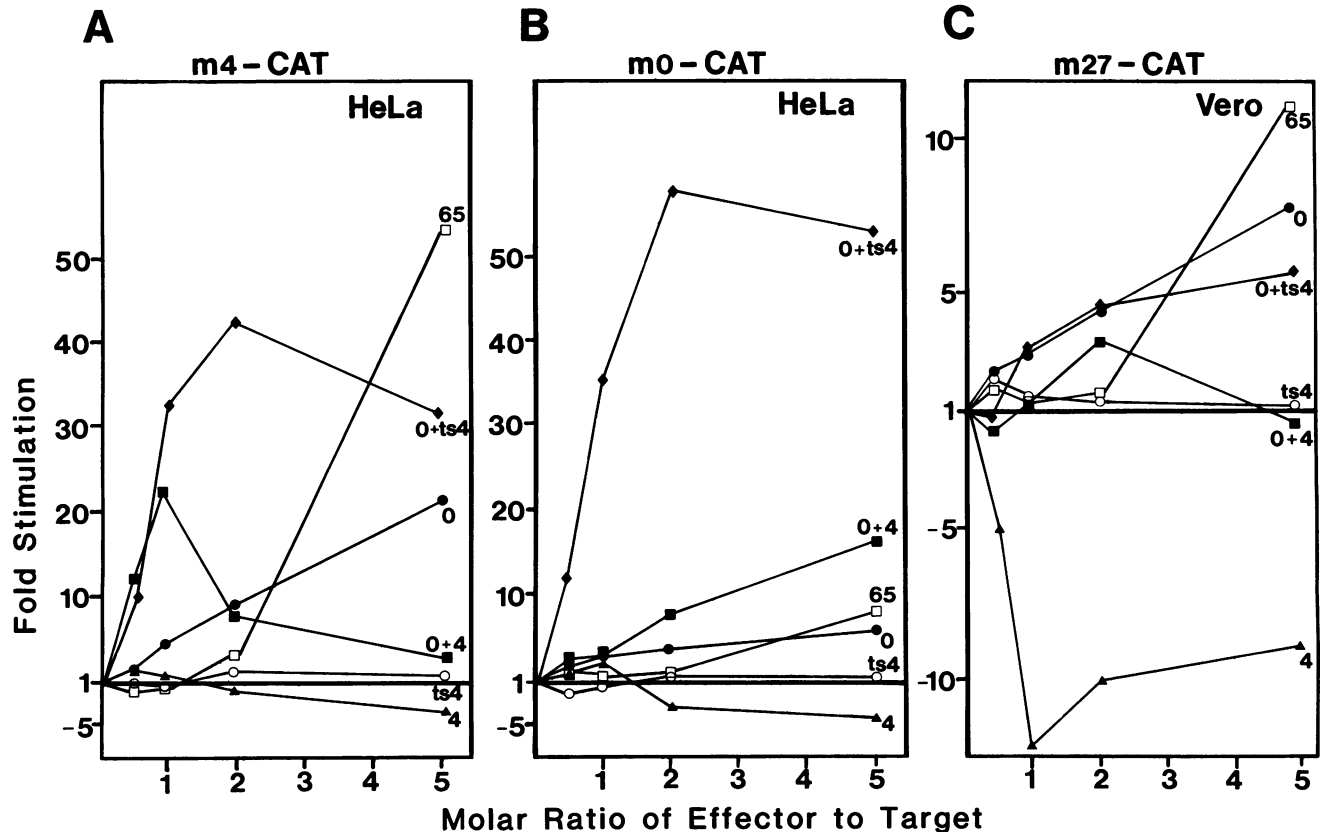 A
m4-CAT
HeLa
50
40
30
20
10
1
-5
65
0+ts4
0
0+4
ts4
4
1 2 3 4 5
B
m0-CAT
HeLa
50
40
30
20
10
1
-5
0+ts4
0+4
65
0
ts4
4
1 2 3 4 5
C
m27-CAT
Vero
10
5
1
-5
-10
65
0
0+ts4
ts4
0+4
4
1 2 3 4 5
Fold Stimulation
Molar Ratio of Effector to Target